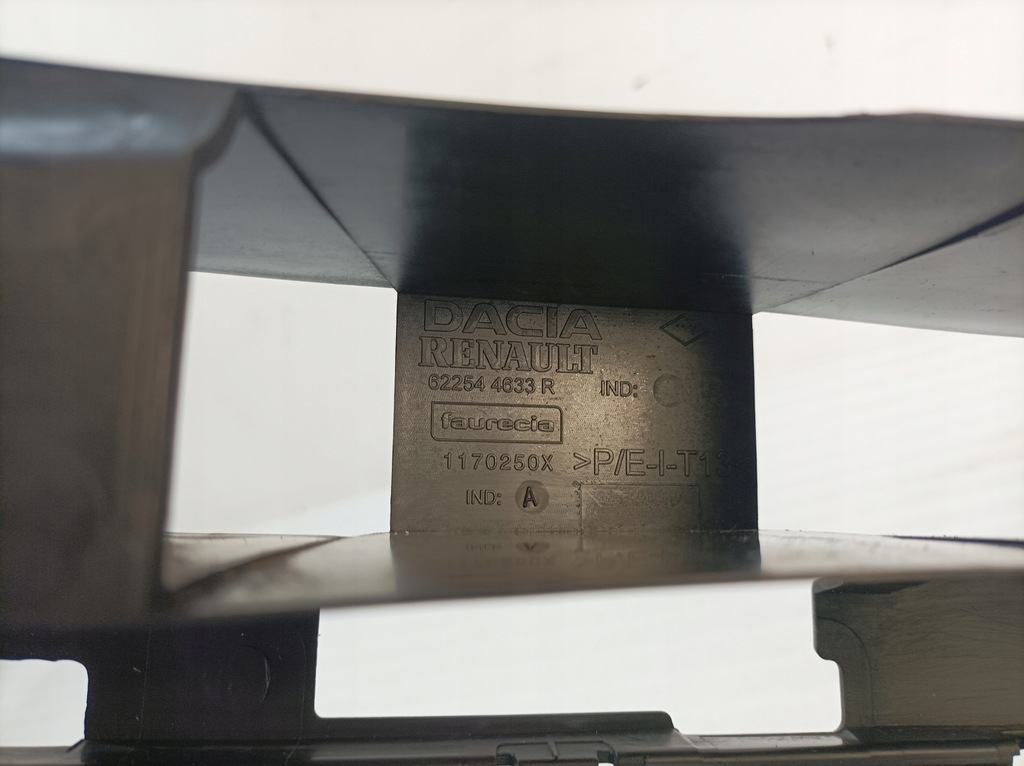 DACIA
RENAULT
62254 4633 R IND:
faurecia
1170250X >P/E-I-T13
IND: A